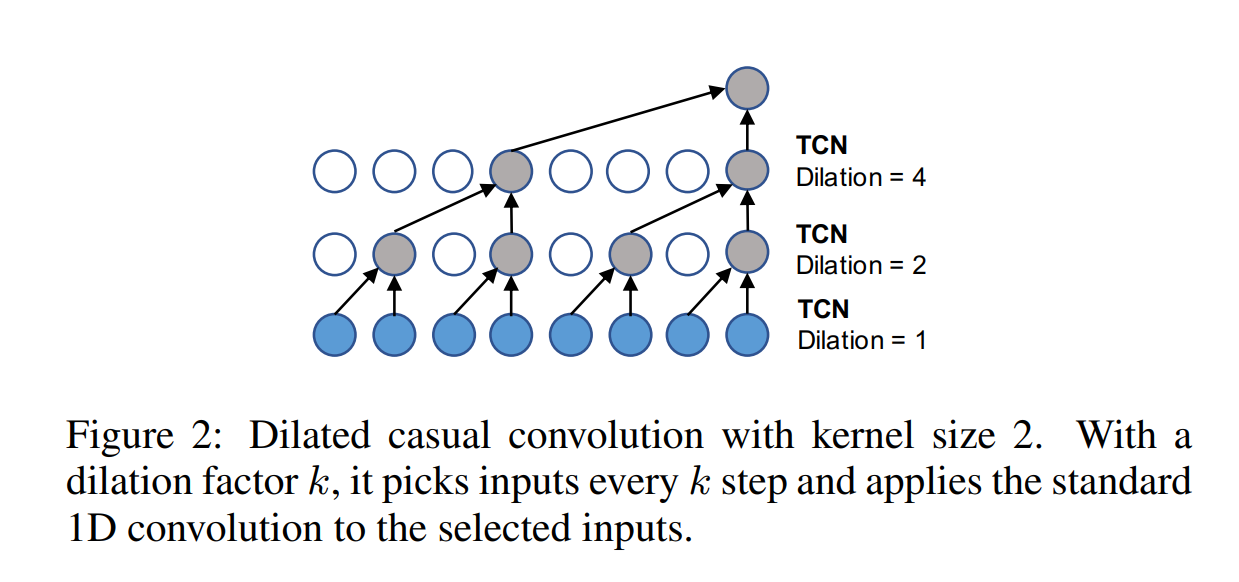 TCN
Dilation = 4
TCN
Dilation = 2
TCN
Dilation = 1
Figure 2: Dilated casual convolution with kernel size 2. With a
dilation factor k, it picks inputs every k step and applies the standard
1D convolution to the selected inputs.